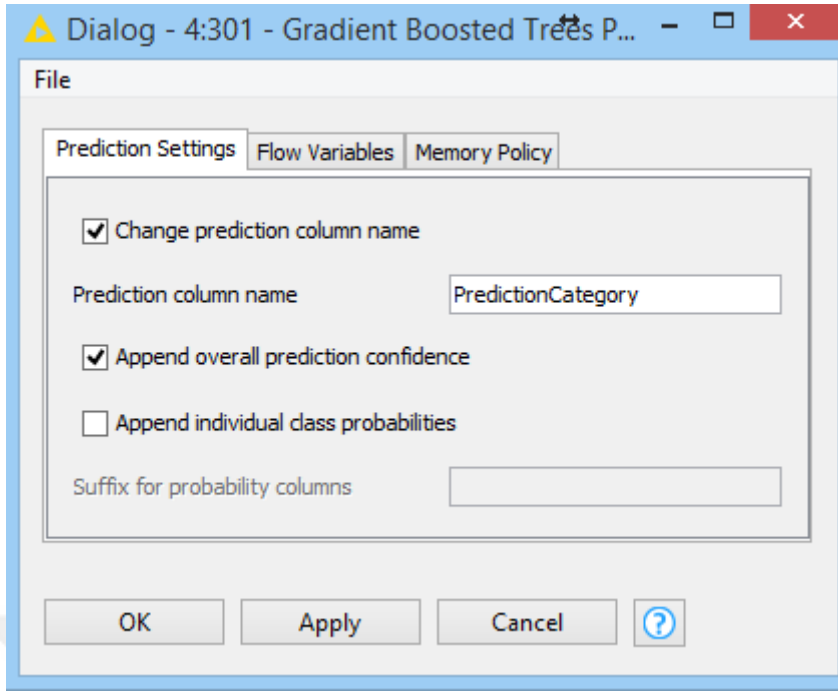 Dialog - 4:301 - Gradient Boosted Trees P...
File
Prediction Settings Flow Variables Memory Policy
Change prediction column name
Prediction column name PredictionCategory
Append overall prediction confidence
Append individual class probabilities
Suffix for probability columns
OK Apply Cancel ?